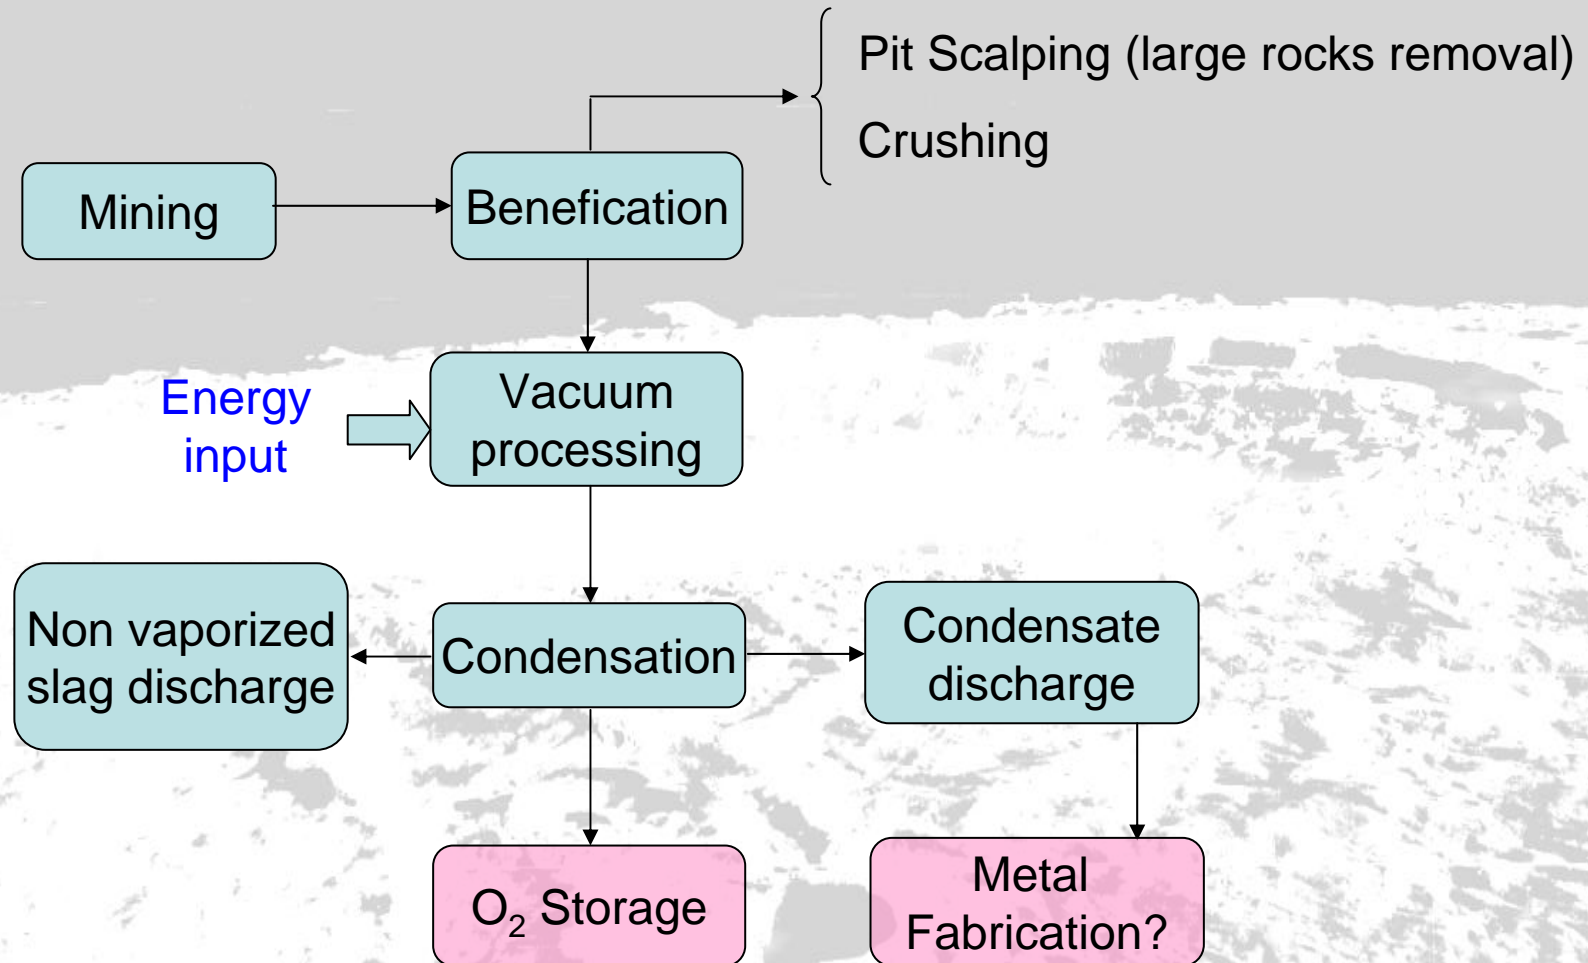 Pit Scalping (large rocks removal)
Crushing
Mining
Benefication
Energy
input
Vacuum
processing
Non vaporized
slag discharge
Condensation
Condensate
discharge
O₂ Storage
Metal
Fabrication?